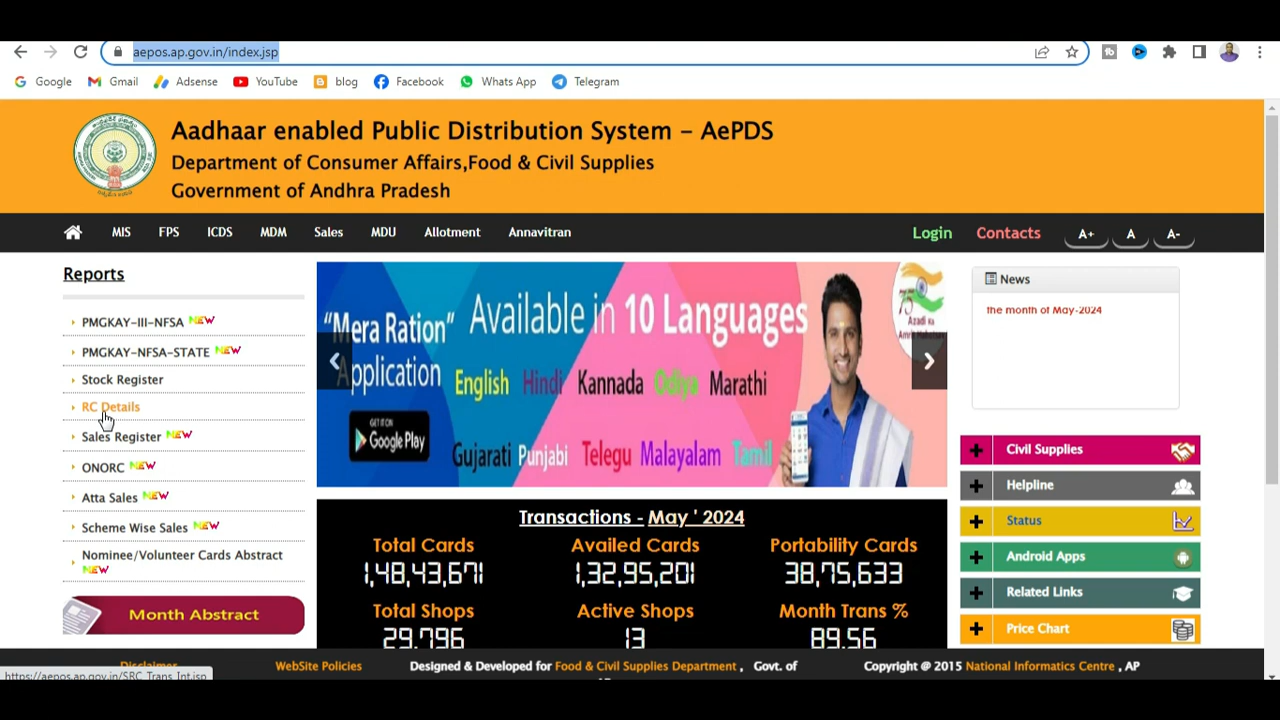 aepos.ap.gov.in/index.jsp
Google Gmail Adsense YouTube blog Facebook Whats App Telegram
Aadhaar enabled Public Distribution System - AePDS
Department of Consumer Affairs,Food & Civil Supplies
Government of Andhra Pradesh
MIS FPS ICDS MDM Sales MDU Allotment Annavitran Login Contacts A+ A A-
Reports
PMGKAY-III-NFSA NEW
PMGKAY-NFSA-STATE NEW
Stock Register
RC Details
Sales Register NEW
ONORC NEW
Atta Sales NEW
Scheme Wise Sales NEW
Nominee/Volunteer Cards Abstract
NEW
Month Abstract
"Mera Ration"
Application
Available in 10 Languages
English Hindi Kannada Odiya Marathi
GET IT ON
Google Play
Gujarati Punjabi Telegu Malayalam Tamil
75
Azadi Ka
Transactions - May ' 2024
Total Cards Availed Cards Portability Cards
1,48,43,671 1,32,95,201 38,75,633
Total Shops Active Shops Month Trans %
29,796 13 89.56
News
the month of May-2024
Civil Supplies
Helpline
Status
Android Apps
Related Links
Price Chart
Disclaimer WebSite Policies Designed & Developed for Food & Civil Supplies Department , Govt. of Copyright @ 2015 National Informatics Centre , AP
https://aepos.ap.gov.in/SRC_Trans_Int.jsp